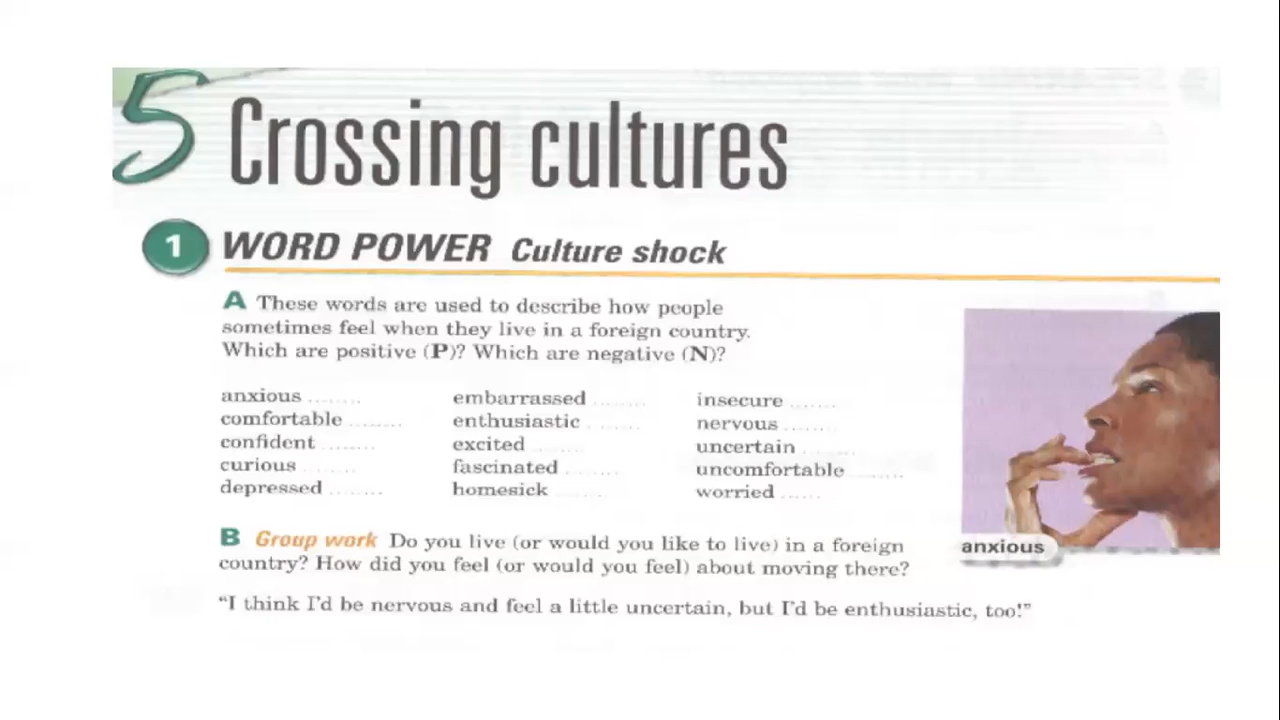 5 Crossing cultures
1 WORD POWER Culture shock
A These words are used to describe how people
sometimes feel when they live in a foreign country.
Which are positive (P)? Which are negative (N)?
anxious ........
comfortable ........
confident ........
curious ........
depressed ........
embarrassed ........
enthusiastic ........
excited ........
fascinated ........
homesick ........
insecure ........
nervous ........
uncertain ........
uncomfortable ........
worried ......
anxious
B Group work Do you live (or would you like to live) in a foreign
country? How did you feel (or would you feel) about moving there?
“I think I’d be nervous and feel a little uncertain, but I’d be enthusiastic, too!”